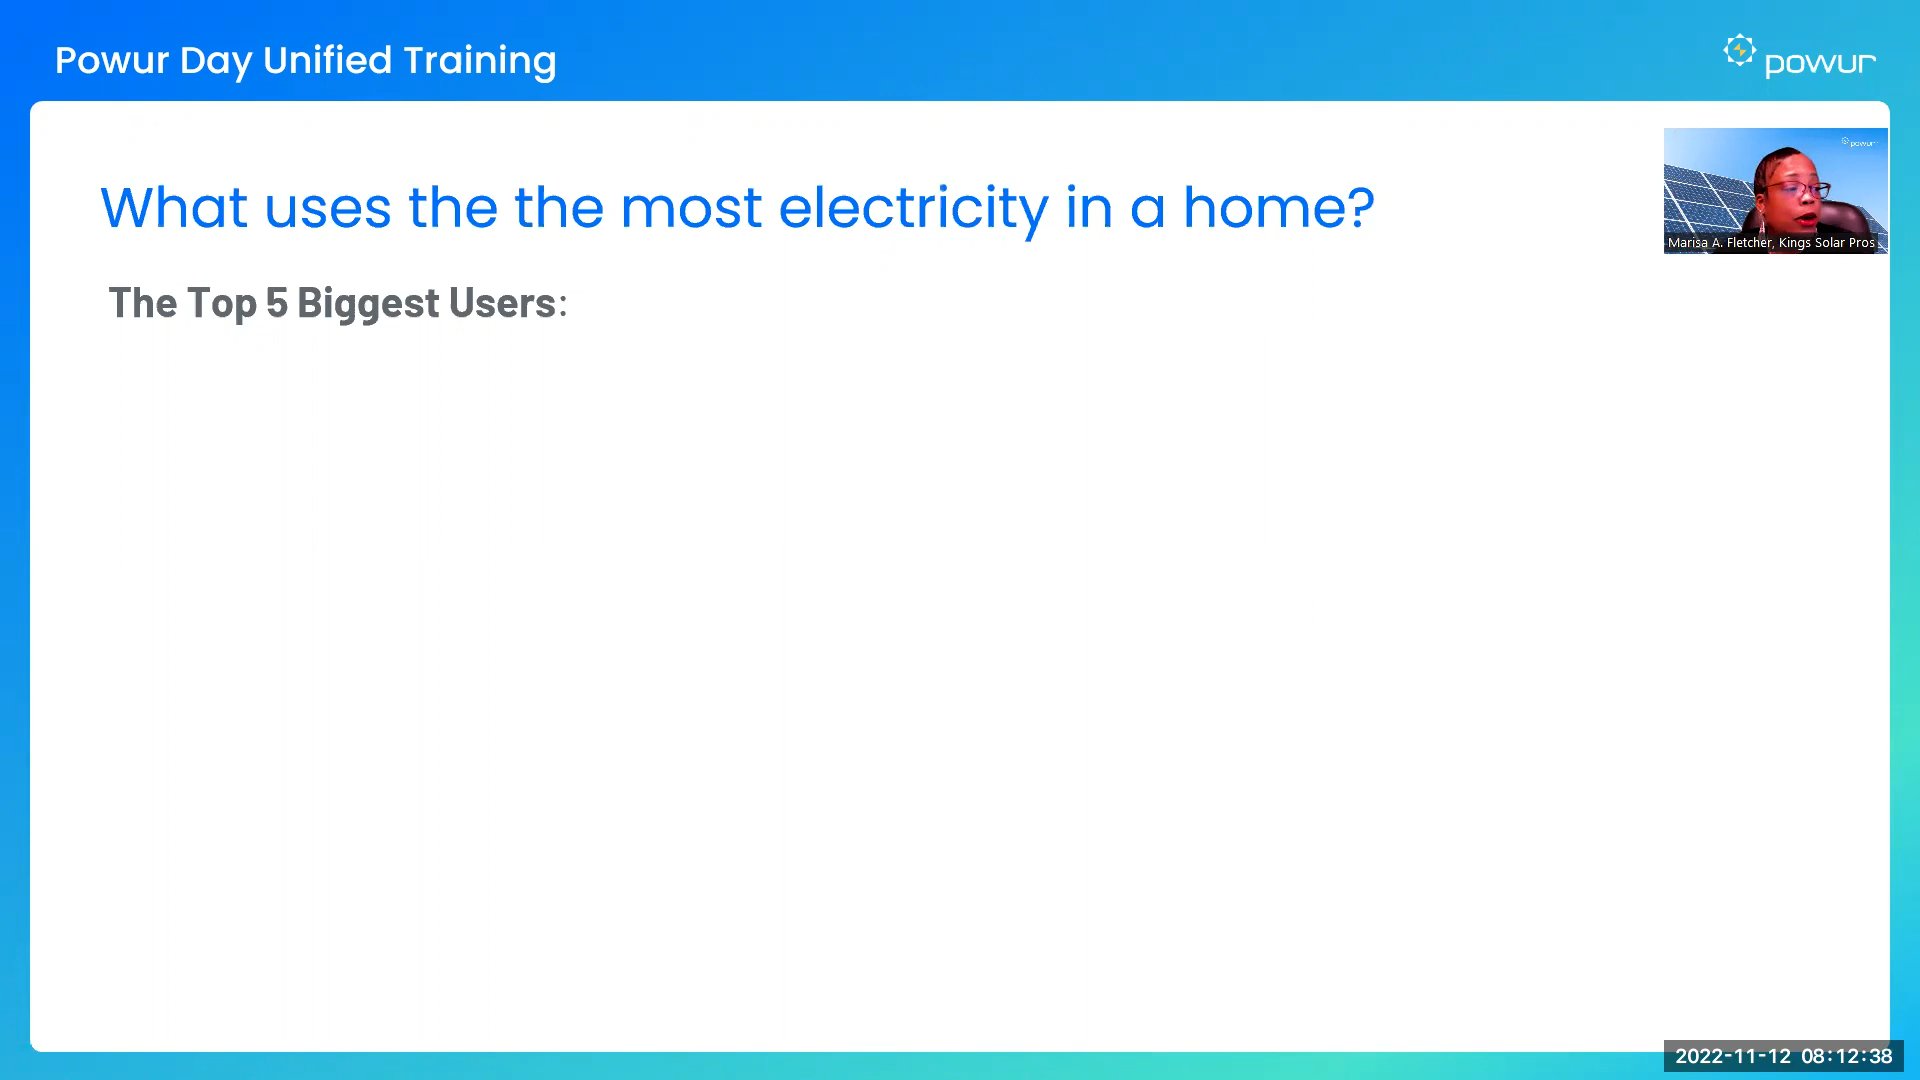 Powur Day Unified Training
powur
What uses the the most electricity in a home?
powur
Marisa A. Fletcher, Kings Solar Pros
The Top 5 Biggest Users:
2022-11-12 08:12:38